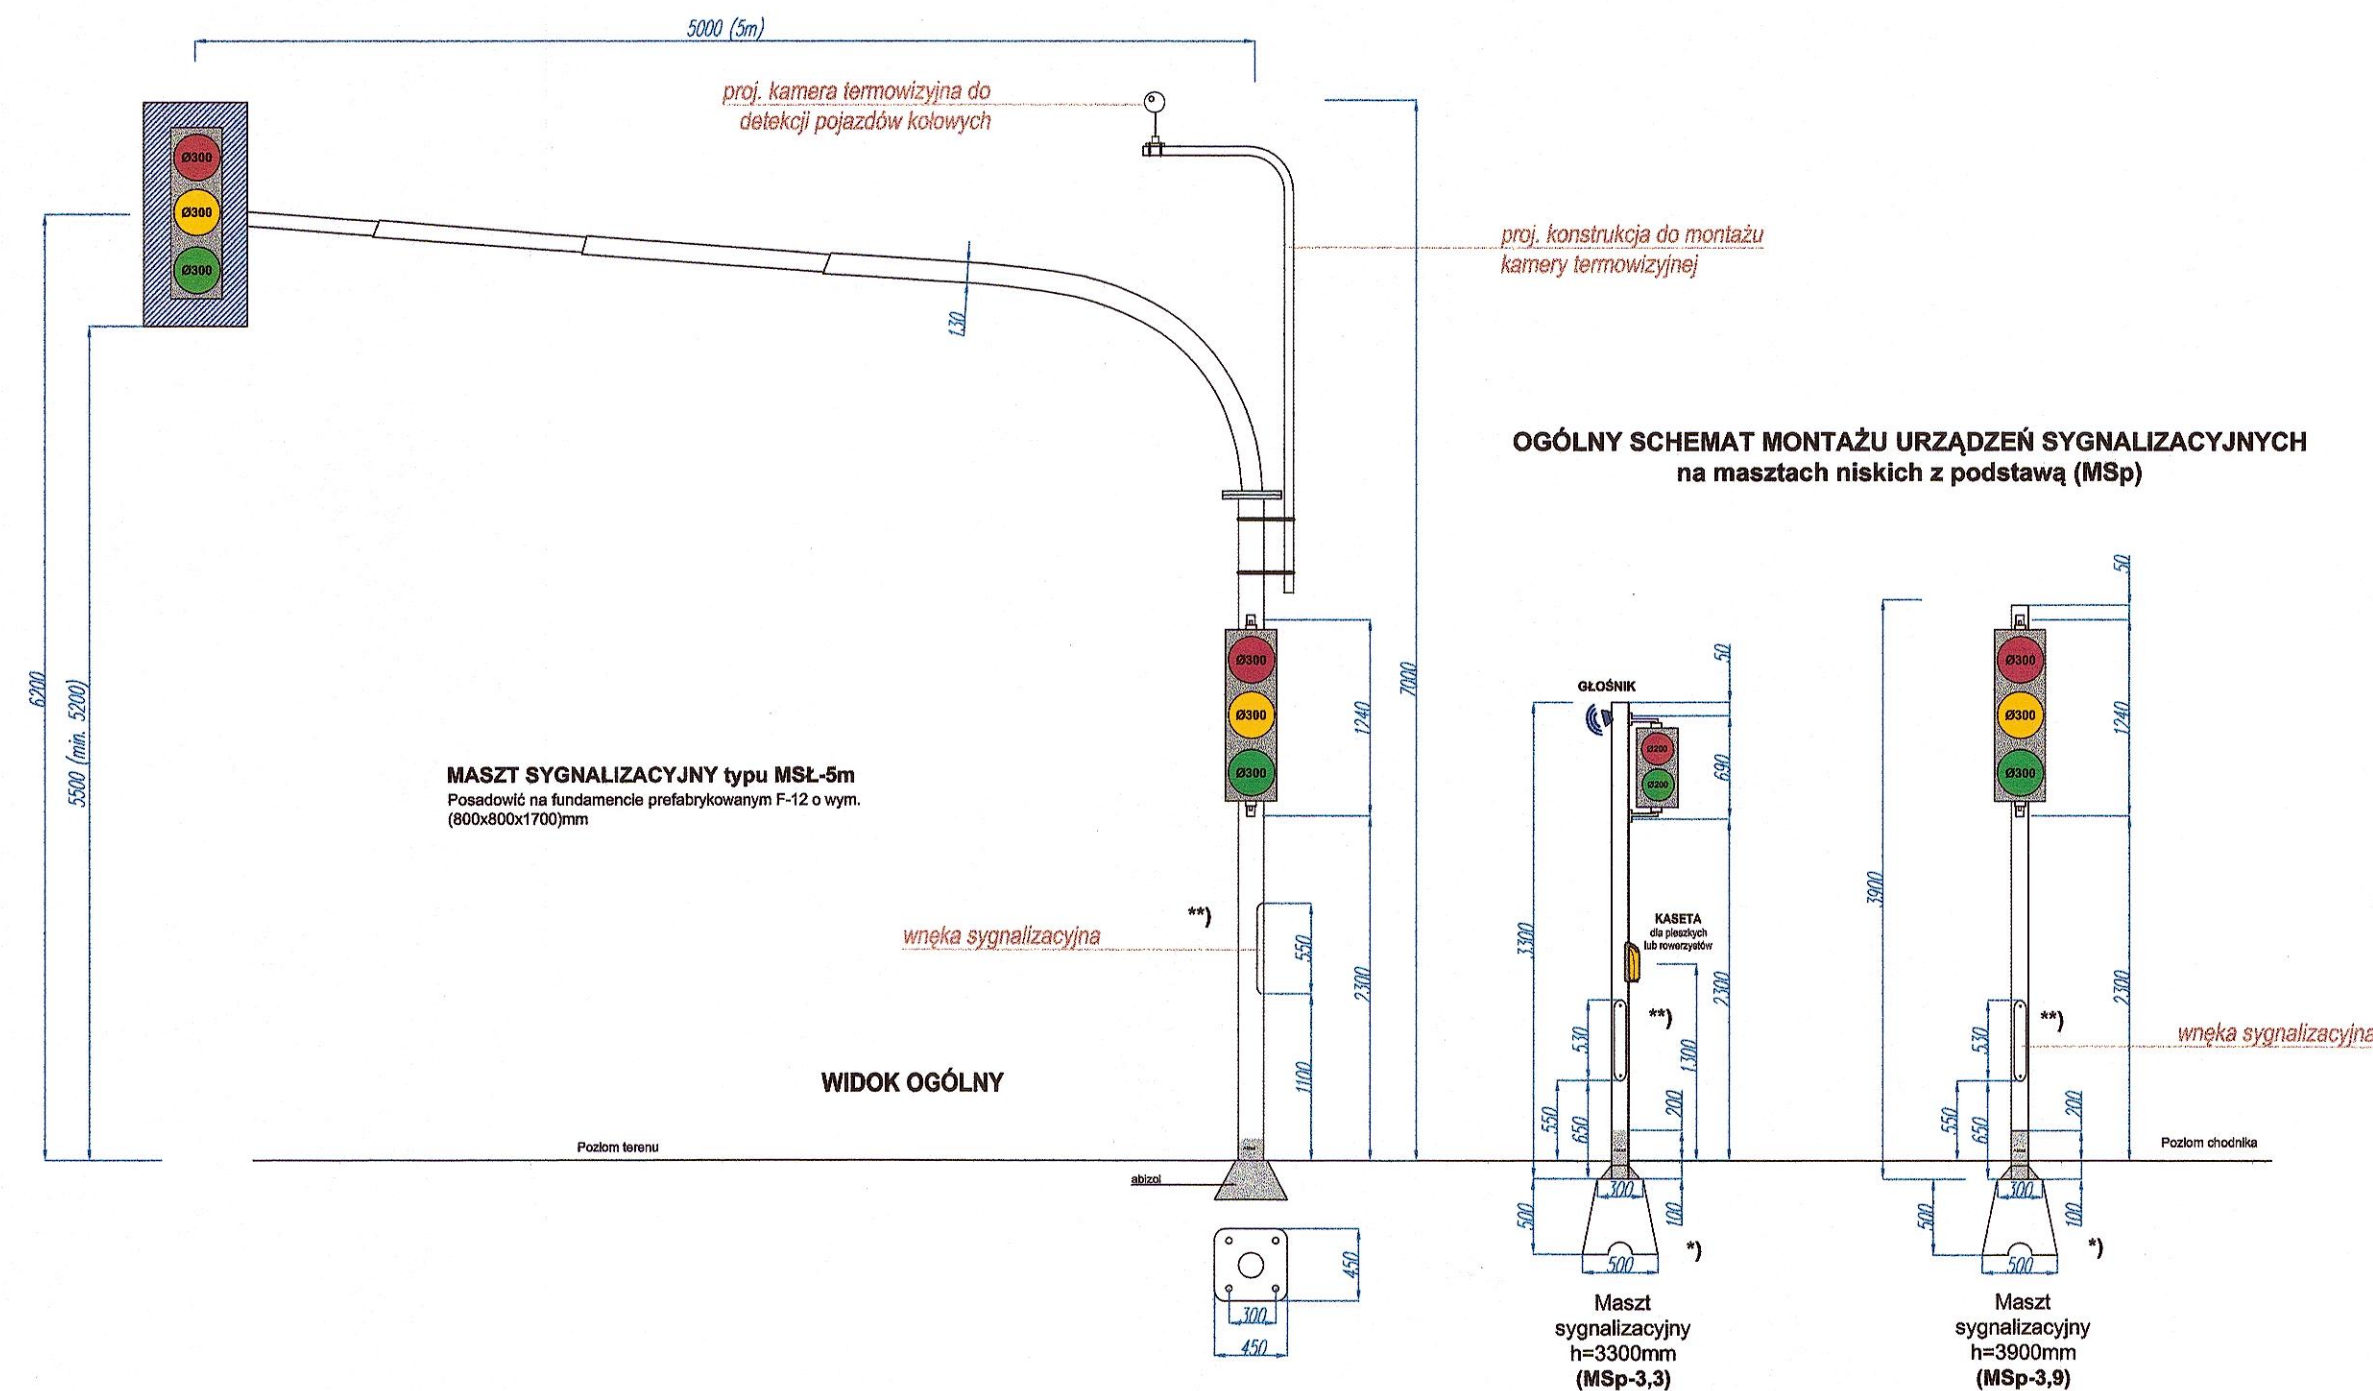 5000 (5m)
proj. kamera termowizyjna do
detekcji pojazdów kołowych
Ø300
Ø300
Ø300
proj. konstrukcja do montażu
kamery termowizyjnej
130
6200
5500 (min. 5200)
7000
OGÓLNY SCHEMAT MONTAŻU URZĄDZEŃ SYGNALIZACYJNYCH
na masztach niskich z podstawą (MSp)
MASZT SYGNALIZACYJNY typu MSŁ-5m
Posadowić na fundamencie prefabrykowanym F-12 o wym.
(800x800x1700)mm
Ø300
Ø300
Ø300
1240
2300
**)
wnęka sygnalizacyjna
550
1100
WIDOK OGÓLNY
Poziom terenu
abizol
450
300
450
GŁOŚNIK
Ø200
Ø200
50
690
2300
3300
KASETA
dla pieszych
lub rowerzystów
**)
530
1300
550
650
200
300
500
100
500
*)
Maszt
sygnalizacyjny
h=3300mm
(MSp-3,3)
50
Ø300
Ø300
Ø300
1240
3900
2300
**)
wnęka sygnalizacyjna
530
550
650
200
Poziom chodnika
300
500
100
500
*)
Maszt
sygnalizacyjny
h=3900mm
(MSp-3,9)